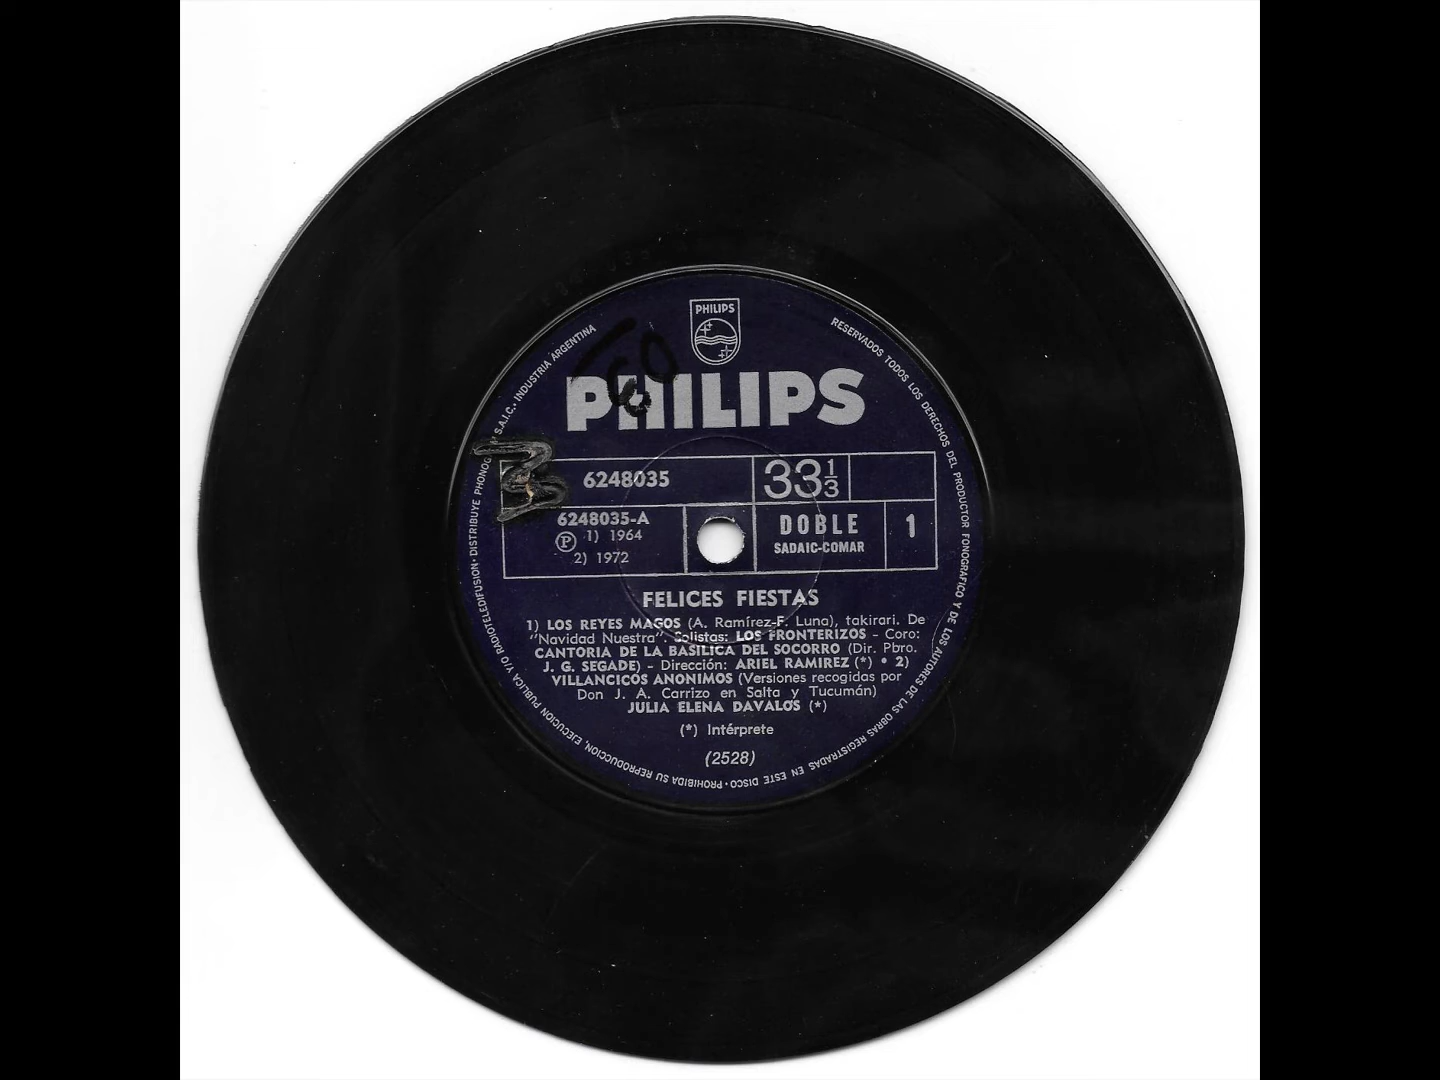 PHILIPS
PHILIPS
6248035
33 1/3
6248035-A
Ⓟ 1) 1964
2) 1972
DOBLE
SADAIC-COMAR
1
FELICES FIESTAS
1) LOS REYES MAGOS (A. Ramírez-F. Luna), takirari. De
"Navidad Nuestra". Solistas: LOS FRONTERIZOS - Coro:
CANTORIA DE LA BASILICA DEL SOCORRO (Dir. Pbro.
J. G. SEGADE) - Dirección: ARIEL RAMIREZ (*) • 2)
VILLANCICOS ANONIMOS (Versiones recogidas por
Don J. A. Carrizo en Salta y Tucumán)
JULIA ELENA DAVALOS (*)
(*) Intérprete
(2528)
RESERVADOS TODOS LOS DERECHOS DEL PRODUCTOR FONOGRAFICO Y DE LOS AUTORES DE LAS OBRAS REGISTRADAS EN ESTE DISCO • PROHIBIDA SU REPRODUCCION, EJECUCION PUBLICA Y/O RADIOTELEDIFUSION • DISTRIBUYE S.A.I.C. INDUSTRIA ARGENTINA